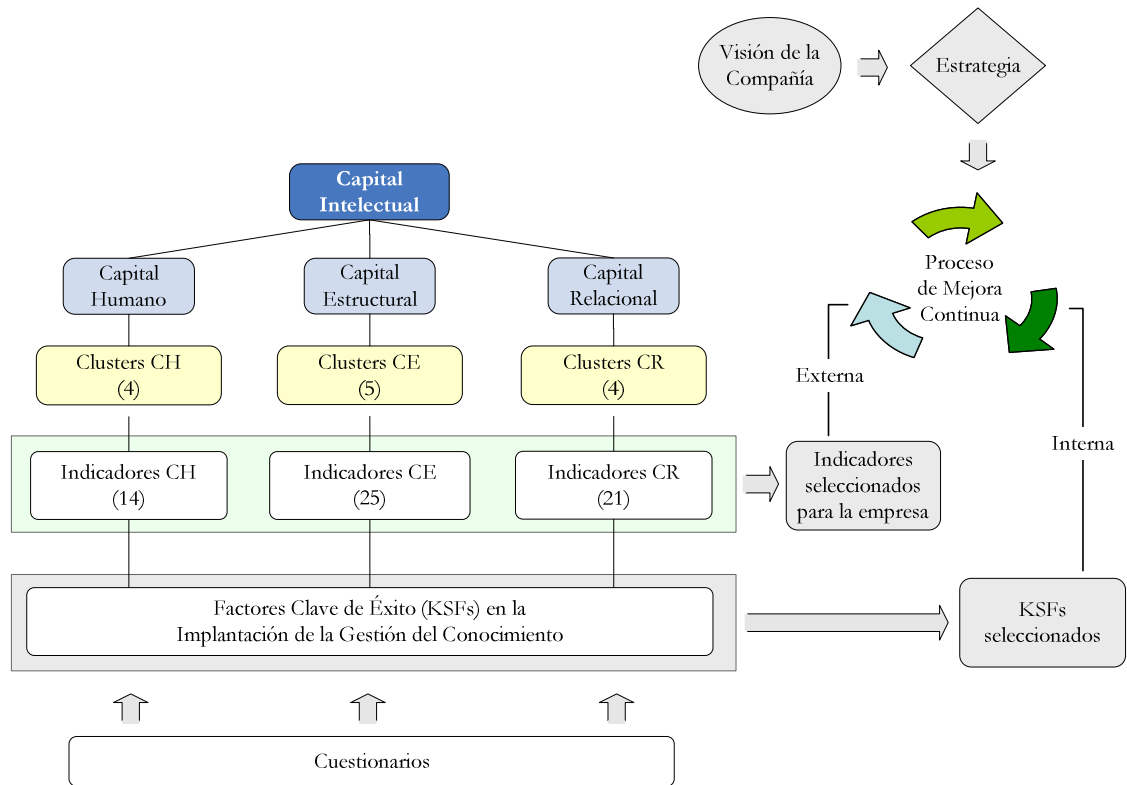 Visión de la
Compañía
Estrategia
Capital
Intelectual
Capital
Humano
Capital
Estructural
Capital
Relacional
Proceso
de Mejora
Continua
Clusters CH
(4)
Clusters CE
(5)
Clusters CR
(4)
Externa
Interna
Indicadores CH
(14)
Indicadores CE
(25)
Indicadores CR
(21)
Indicadores
seleccionados
para la empresa
Factores Clave de Éxito (KSFs) en la
Implantación de la Gestión del Conocimiento
KSFs
seleccionados
Cuestionarios